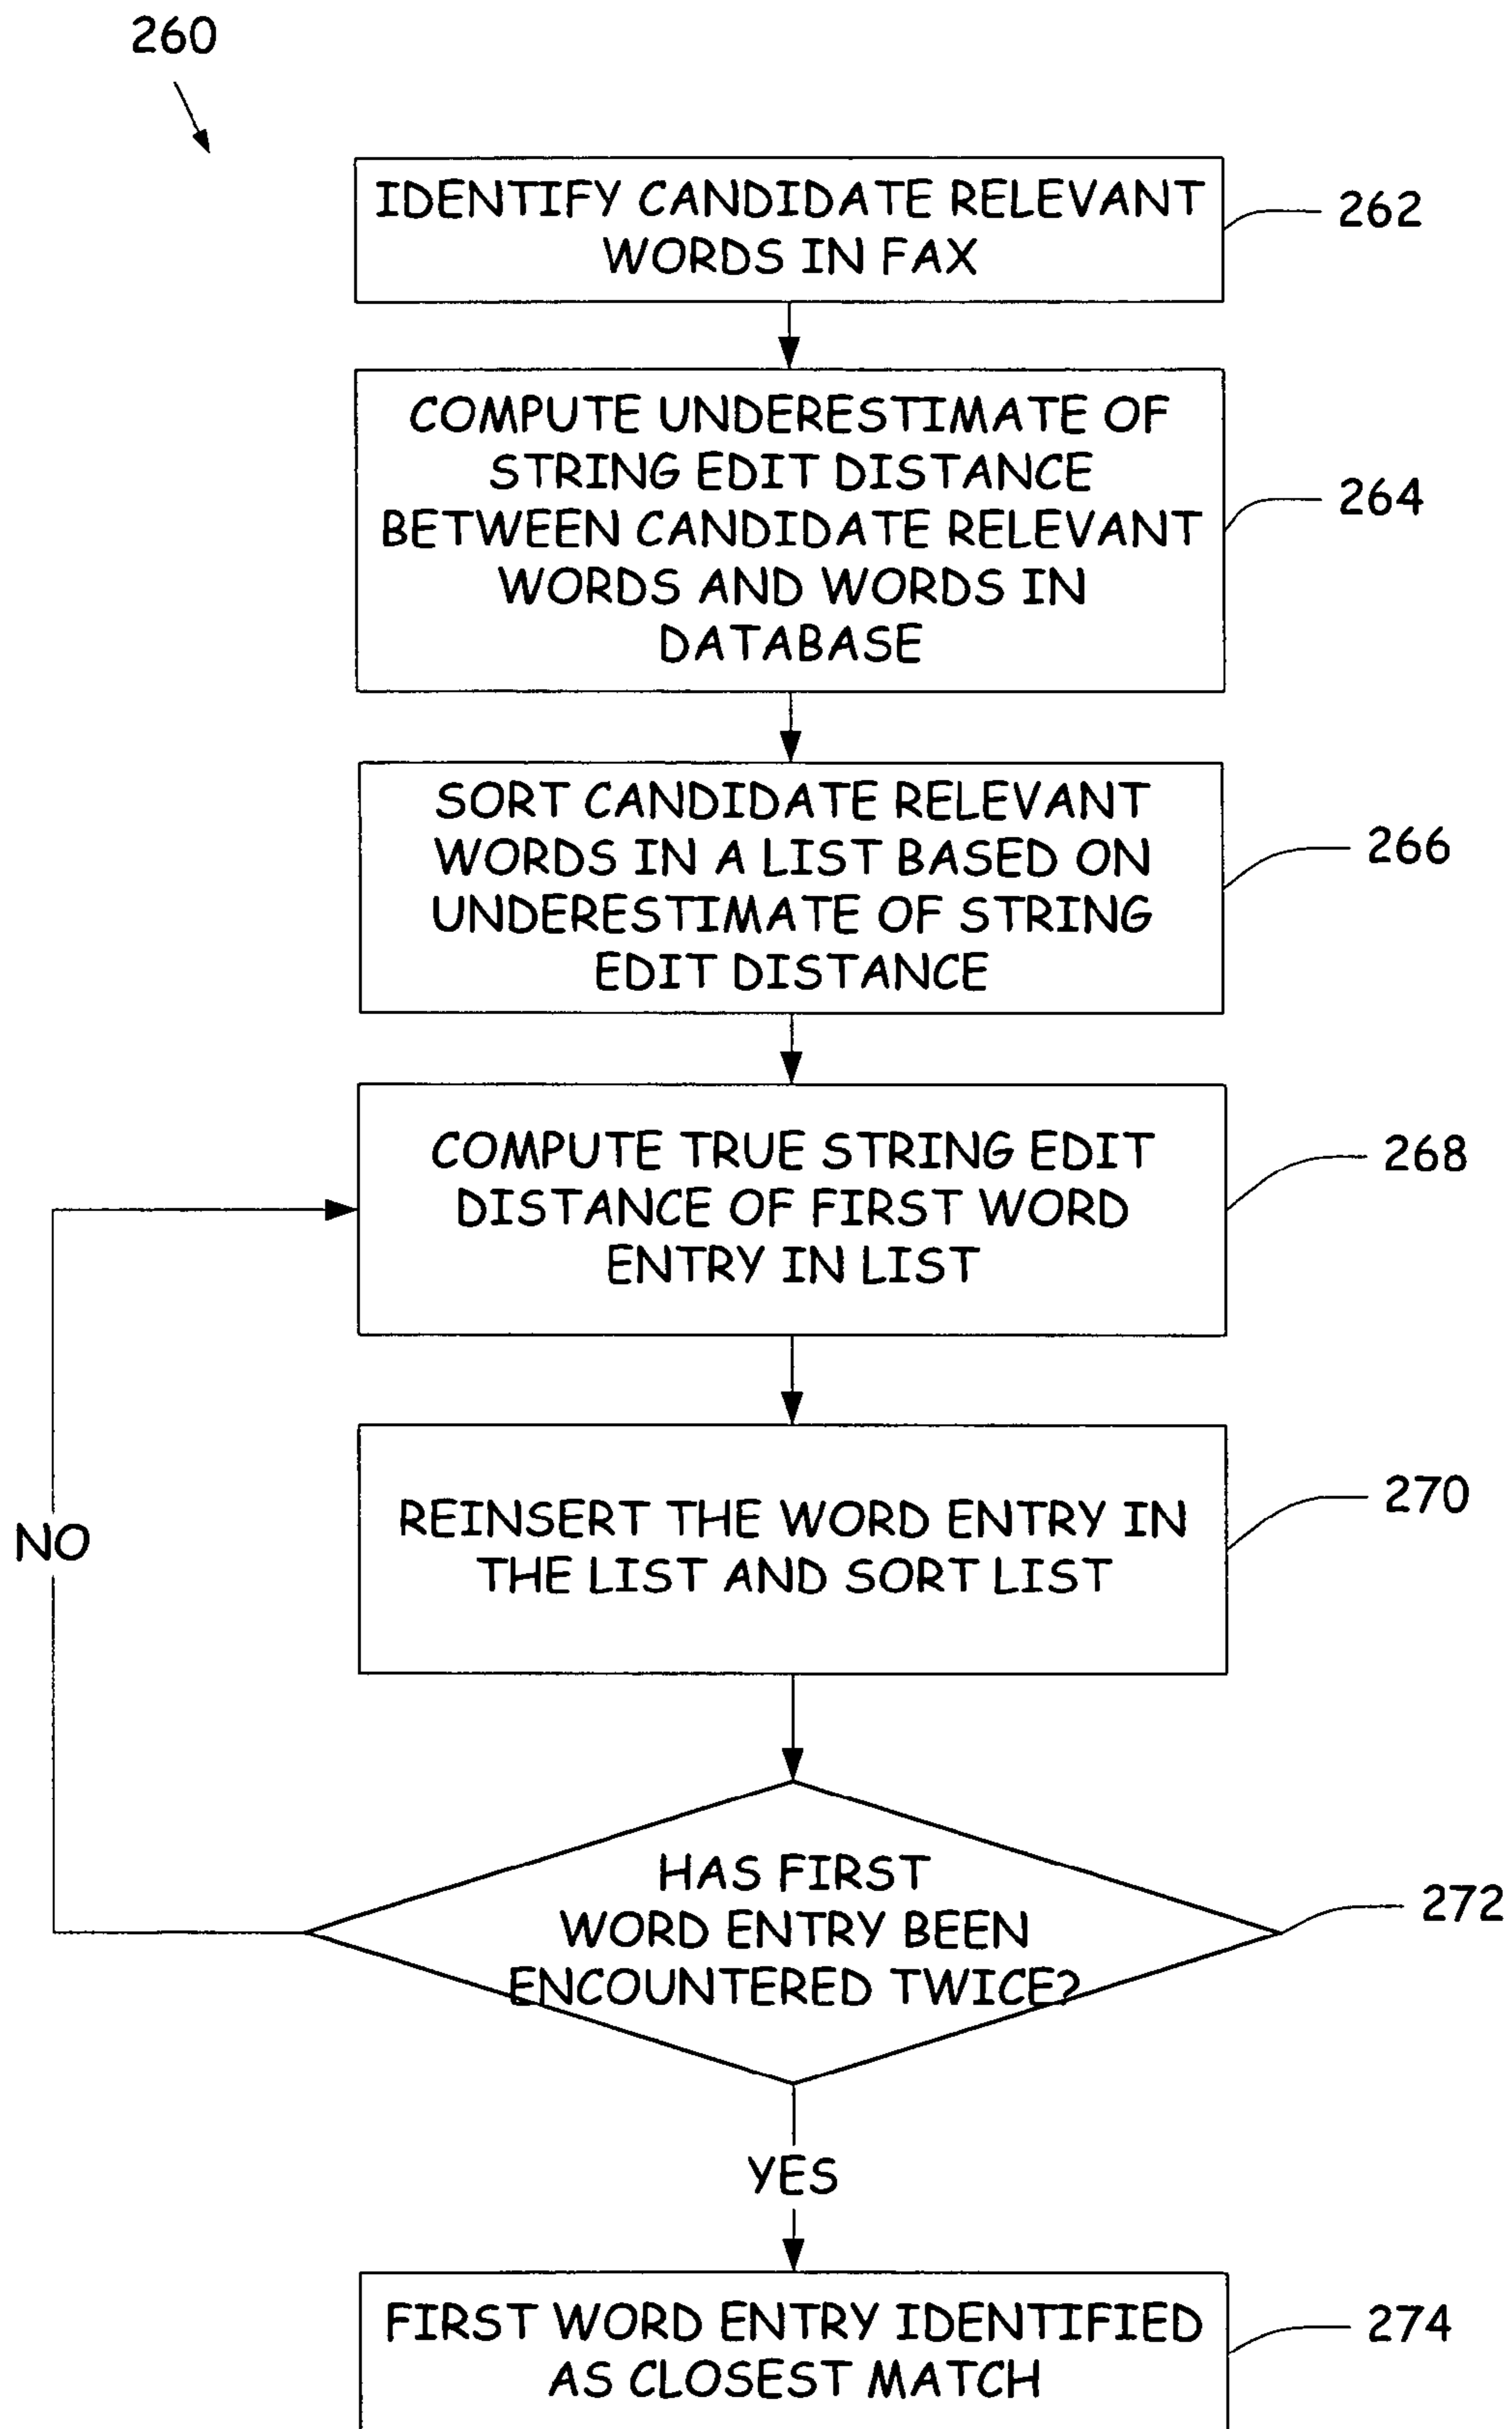 260
IDENTIFY CANDIDATE RELEVANT
WORDS IN FAX
262
COMPUTE UNDERESTIMATE OF
STRING EDIT DISTANCE
BETWEEN CANDIDATE RELEVANT
WORDS AND WORDS IN
DATABASE
264
SORT CANDIDATE RELEVANT
WORDS IN A LIST BASED ON
UNDERESTIMATE OF STRING
EDIT DISTANCE
266
COMPUTE TRUE STRING EDIT
DISTANCE OF FIRST WORD
ENTRY IN LIST
268
REINSERT THE WORD ENTRY IN
THE LIST AND SORT LIST
270
NO
HAS FIRST
WORD ENTRY BEEN
ENCOUNTERED TWICE?
272
YES
FIRST WORD ENTRY IDENTIFIED
AS CLOSEST MATCH
274